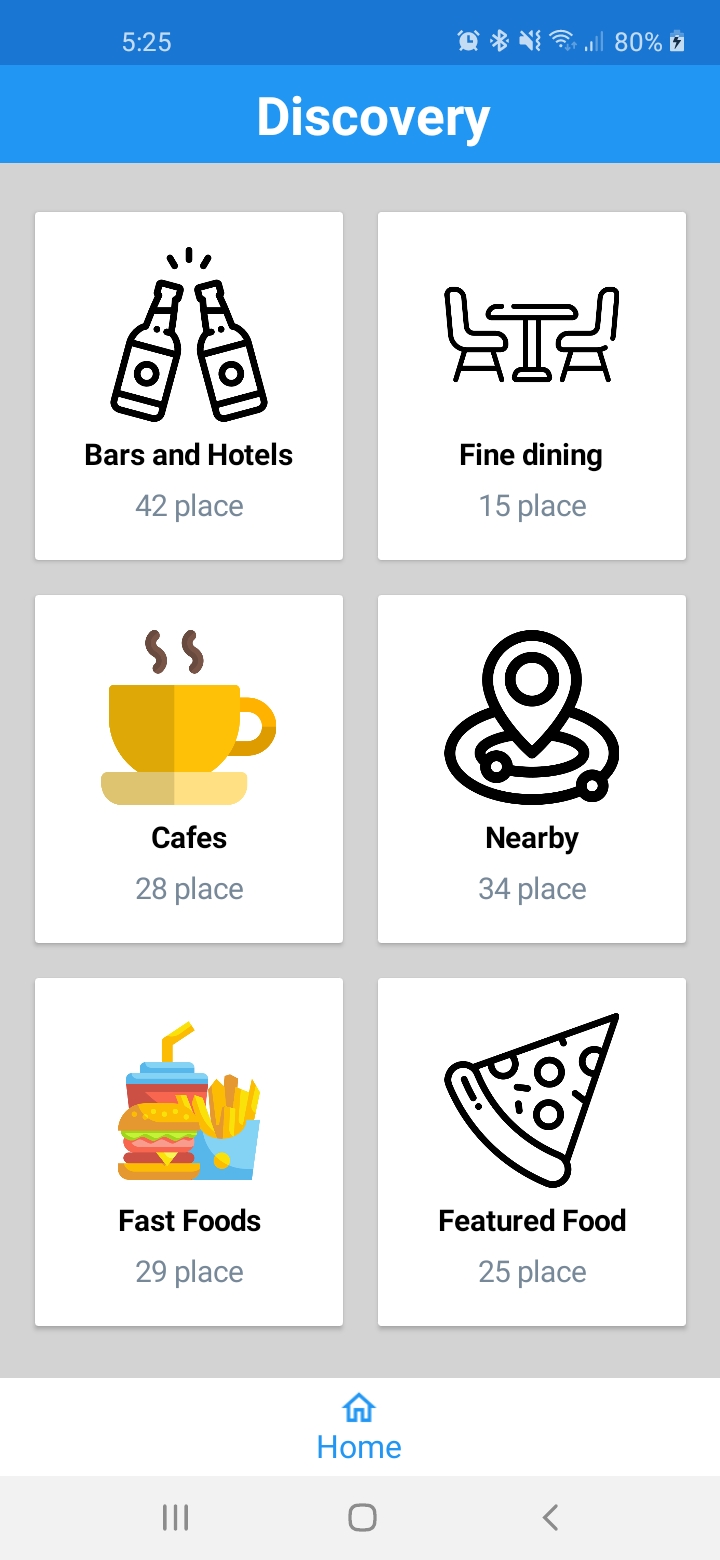 5:25 80%
Discovery
Bars and Hotels
42 place
Fine dining
15 place
Cafes
28 place
Nearby
34 place
Fast Foods
29 place
Featured Food
25 place
Home